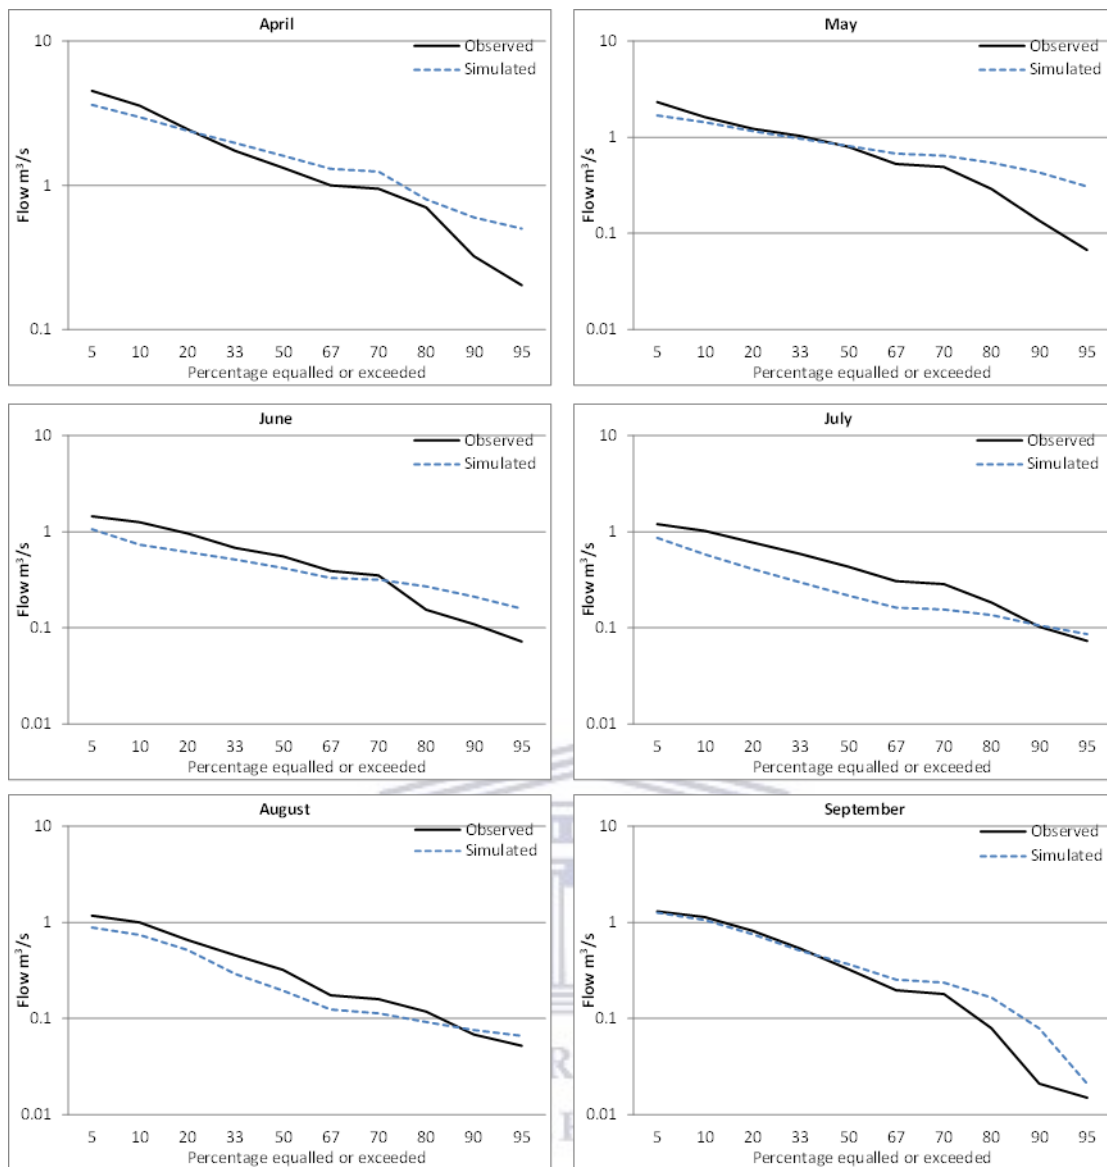 April
Observed
Simulated
Flow m³/s
10
1
0.1
5 10 20 33 50 67 70 80 90 95
Percentage equalled or exceeded
May
Observed
Simulated
Flow m³/s
10
1
0.1
0.01
5 10 20 33 50 67 70 80 90 95
Percentage equalled or exceeded
June
Observed
Simulated
Flow m³/s
10
1
0.1
0.01
5 10 20 33 50 67 70 80 90 95
Percentage equalled or exceeded
July
Observed
Simulated
Flow m³/s
10
1
0.1
0.01
5 10 20 33 50 67 70 80 90 95
Percentage equalled or exceeded
August
Observed
Simulated
Flow m³/s
10
1
0.1
0.01
5 10 20 33 50 67 70 80 90 95
Percentage equalled or exceeded
September
Observed
Simulated
Flow m³/s
10
1
0.1
0.01
5 10 20 33 50 67 70 80 90 95
Percentage equalled or exceeded